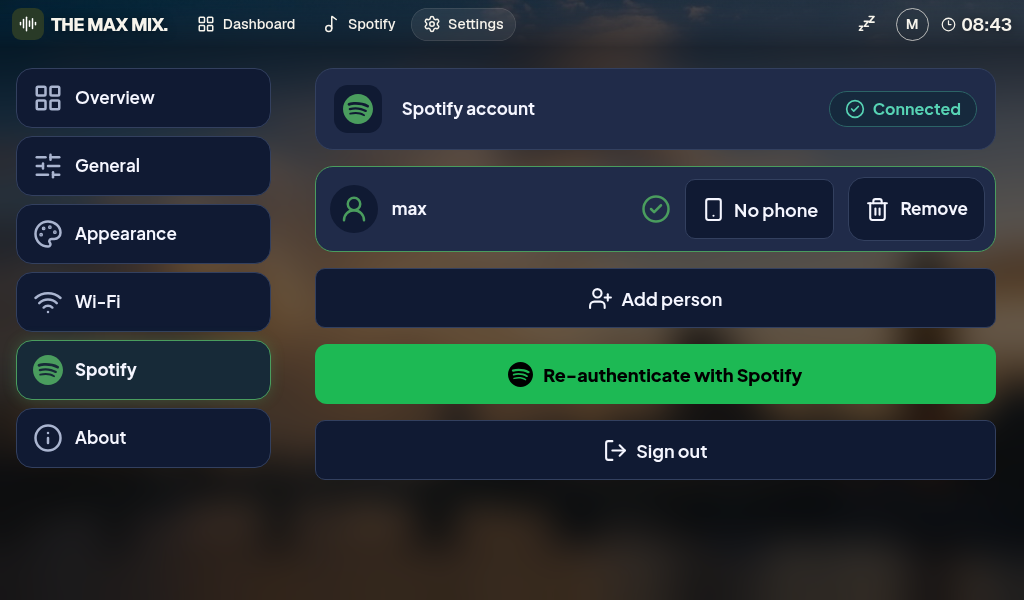 THE MAX MIX.
Dashboard
Spotify
Settings
M
08:43
Overview
General
Appearance
Wi-Fi
Spotify
About
Spotify account
Connected
max
No phone
Remove
Add person
Re-authenticate with Spotify
Sign out